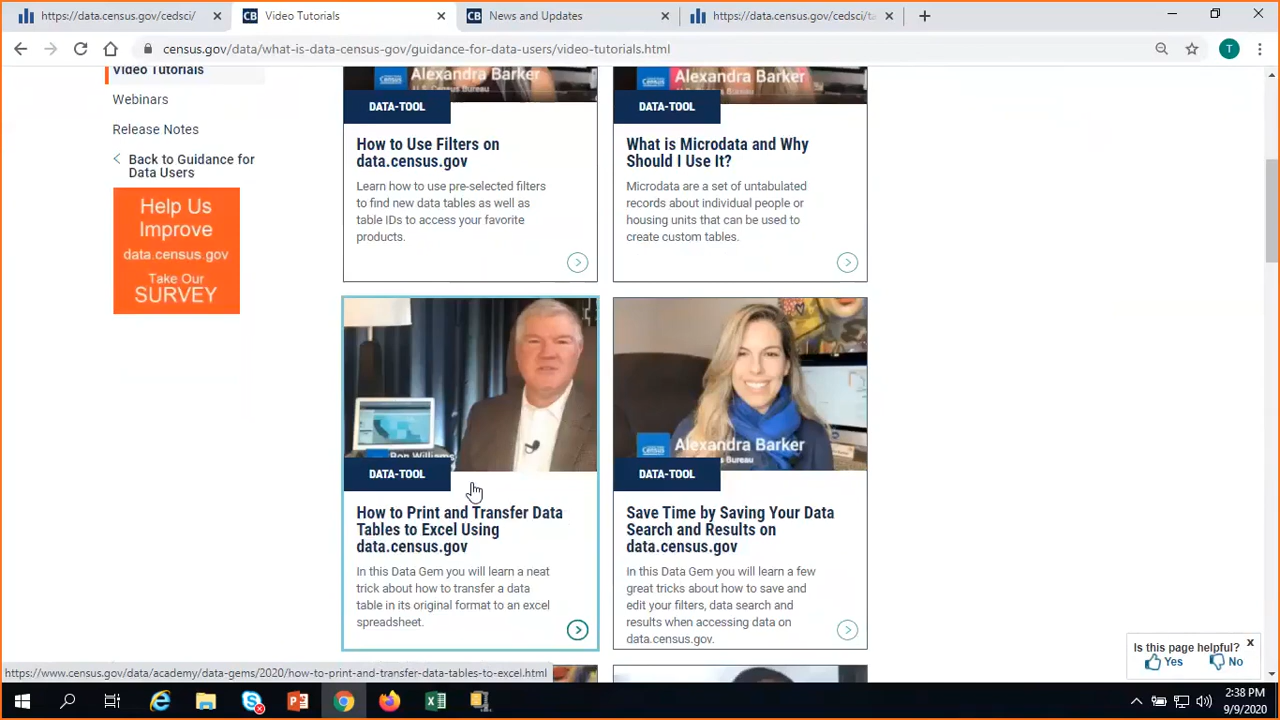 https://data.census.gov/cedsci/
Video Tutorials
News and Updates
https://data.census.gov/cedsci/ta
census.gov/data/what-is-data-census-gov/guidance-for-data-users/video-tutorials.html
T
Video Tutorials
Webinars
Release Notes
Back to Guidance for
Data Users
Help Us
Improve
data.census.gov
Take Our
SURVEY
Alexandra Barker
U.S. Census Bureau
DATA-TOOL
How to Use Filters on
data.census.gov
Learn how to use pre-selected filters
to find new data tables as well as
table IDs to access your favorite
products.
Alexandra Barker
DATA-TOOL
What is Microdata and Why
Should I Use It?
Microdata are a set of untabulated
records about individual people or
housing units that can be used to
create custom tables.
Ron Williams
DATA-TOOL
How to Print and Transfer Data
Tables to Excel Using
data.census.gov
In this Data Gem you will learn a neat
trick about how to transfer a data
table in its original format to an excel
spreadsheet.
Alexandra Barker
Bureau
DATA-TOOL
Save Time by Saving Your Data
Search and Results on
data.census.gov
In this Data Gem you will learn a few
great tricks about how to save and
edit your filters, data search and
results when accessing data on
data.census.gov.
Is this page helpful? x
Yes No
https://www.census.gov/data/academy/data-gems/2020/how-to-print-and-transfer-data-tables-to-excel.html
2:38 PM
9/9/2020